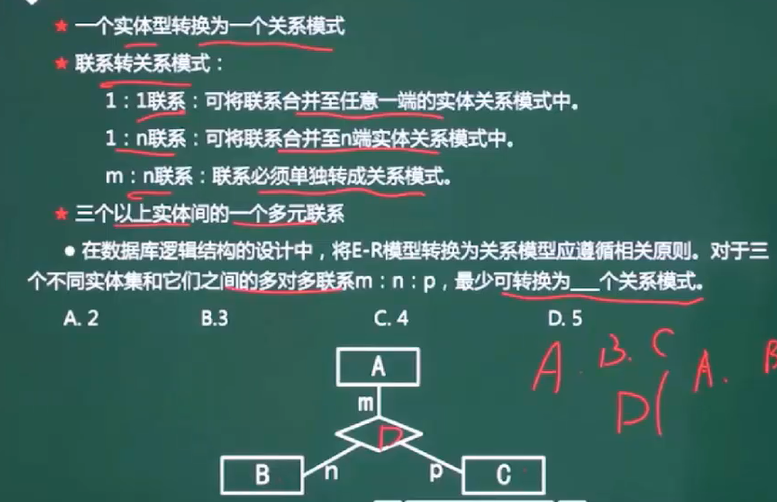 ★ 一个实体型转换为一个关系模式
★ 联系转关系模式：
1：1联系：可将联系合并至任意一端的实体关系模式中。
1：n联系：可将联系合并至n端实体关系模式中。
m：n联系：联系必须单独转成关系模式。
★ 三个以上实体间的一个多元联系
● 在数据库逻辑结构的设计中，将E-R模型转换为关系模型应遵循相关原则。对于三
个不同实体集和它们之间的多对多联系m：n：p，最少可转换为___个关系模式。
A. 2 B.3 C. 4 D. 5
A. B. C
D( A. B
A
m
D
B n p C